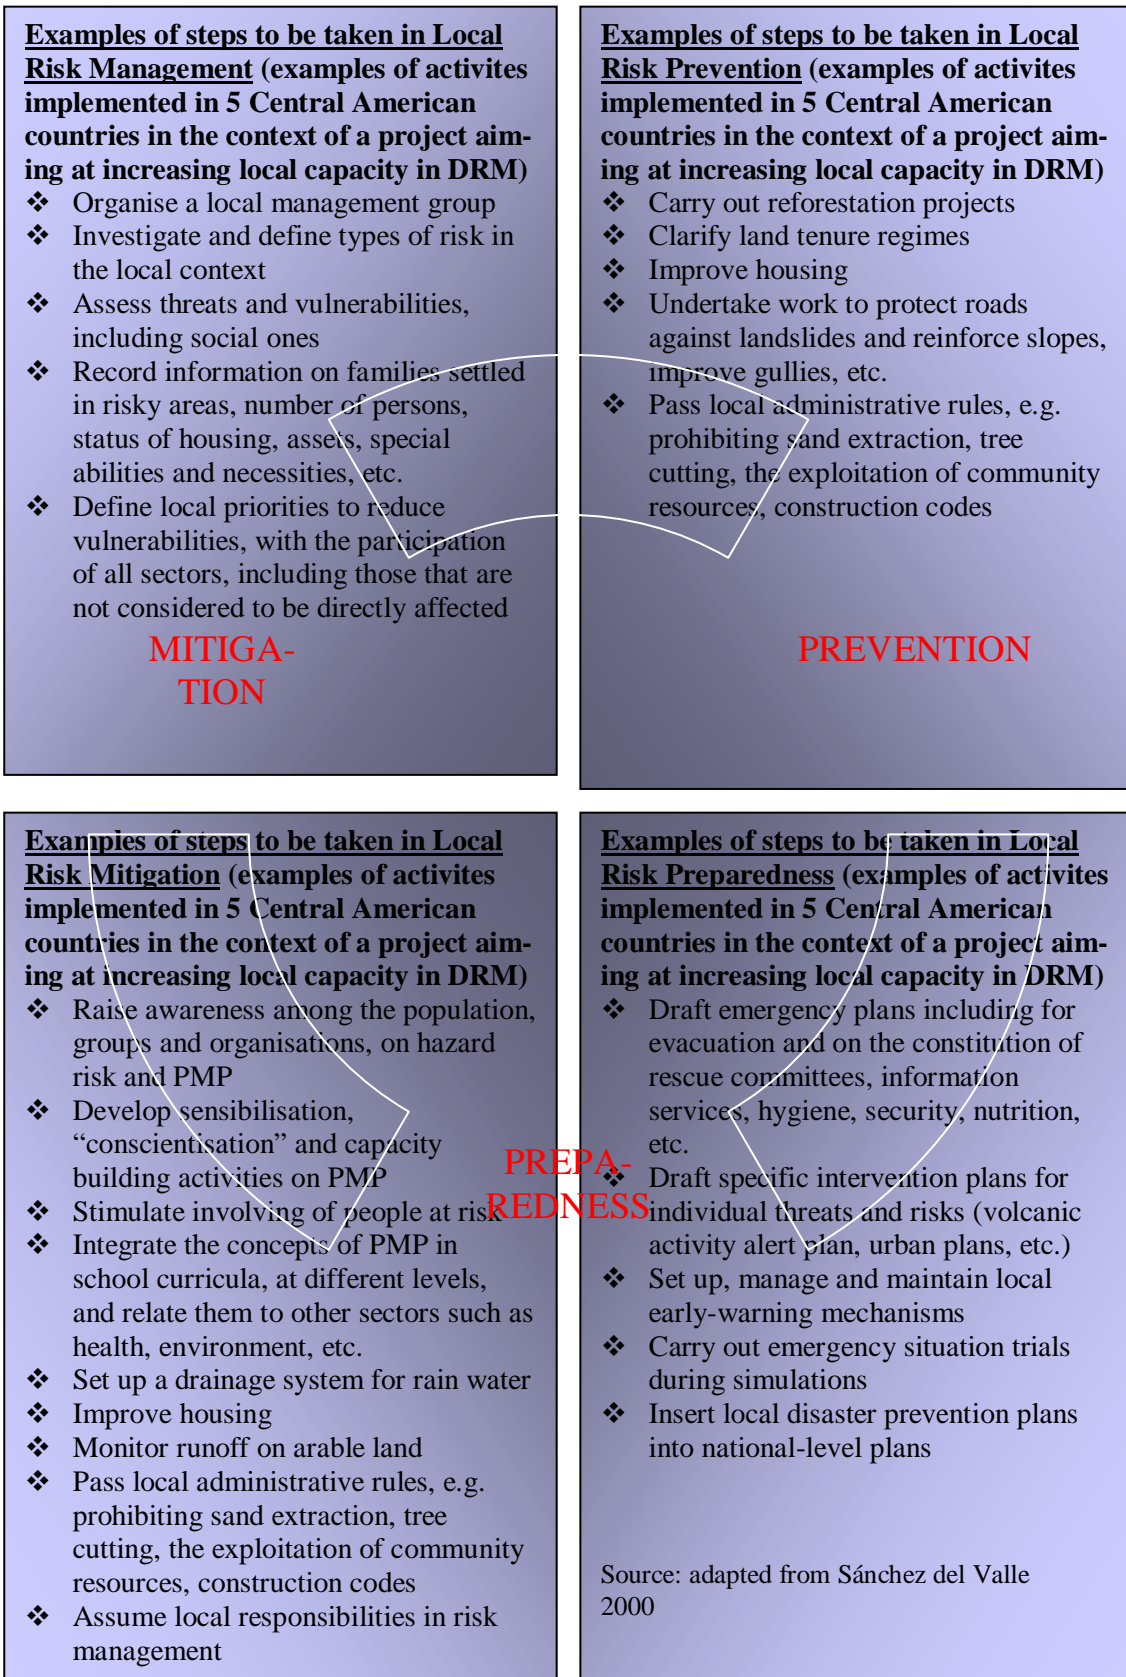 Examples of steps to be taken in Local
Risk Management (examples of activites
implemented in 5 Central American
countries in the context of a project aim-
ing at increasing local capacity in DRM)
❖ Organise a local management group
❖ Investigate and define types of risk in
the local context
❖ Assess threats and vulnerabilities,
including social ones
❖ Record information on families settled
in risky areas, number of persons,
status of housing, assets, special
abilities and necessities, etc.
❖ Define local priorities to reduce
vulnerabilities, with the participation
of all sectors, including those that are
not considered to be directly affected
MITIGA-
TION
Examples of steps to be taken in Local
Risk Prevention (examples of activites
implemented in 5 Central American
countries in the context of a project aim-
ing at increasing local capacity in DRM)
❖ Carry out reforestation projects
❖ Clarify land tenure regimes
❖ Improve housing
❖ Undertake work to protect roads
against landslides and reinforce slopes,
improve gullies, etc.
❖ Pass local administrative rules, e.g.
prohibiting sand extraction, tree
cutting, the exploitation of community
resources, construction codes
PREVENTION
Examples of steps to be taken in Local
Risk Mitigation (examples of activites
implemented in 5 Central American
countries in the context of a project aim-
ing at increasing local capacity in DRM)
❖ Raise awareness among the population,
groups and organisations, on hazard
risk and PMP
❖ Develop sensibilisation,
“conscientisation” and capacity
building activities on PMP
❖ Stimulate involving of people at risk
❖ Integrate the concepts of PMP in
school curricula, at different levels,
and relate them to other sectors such as
health, environment, etc.
❖ Set up a drainage system for rain water
❖ Improve housing
❖ Monitor runoff on arable land
❖ Pass local administrative rules, e.g.
prohibiting sand extraction, tree
cutting, the exploitation of community
resources, construction codes
❖ Assume local responsibilities in risk
management
PREPA-
REDNESS
Examples of steps to be taken in Local
Risk Preparedness (examples of activites
implemented in 5 Central American
countries in the context of a project aim-
ing at increasing local capacity in DRM)
❖ Draft emergency plans including for
evacuation and on the constitution of
rescue committees, information
services, hygiene, security, nutrition,
etc.
❖ Draft specific intervention plans for
individual threats and risks (volcanic
activity alert plan, urban plans, etc.)
❖ Set up, manage and maintain local
early-warning mechanisms
❖ Carry out emergency situation trials
during simulations
❖ Insert local disaster prevention plans
into national-level plans
Source: adapted from Sánchez del Valle
2000